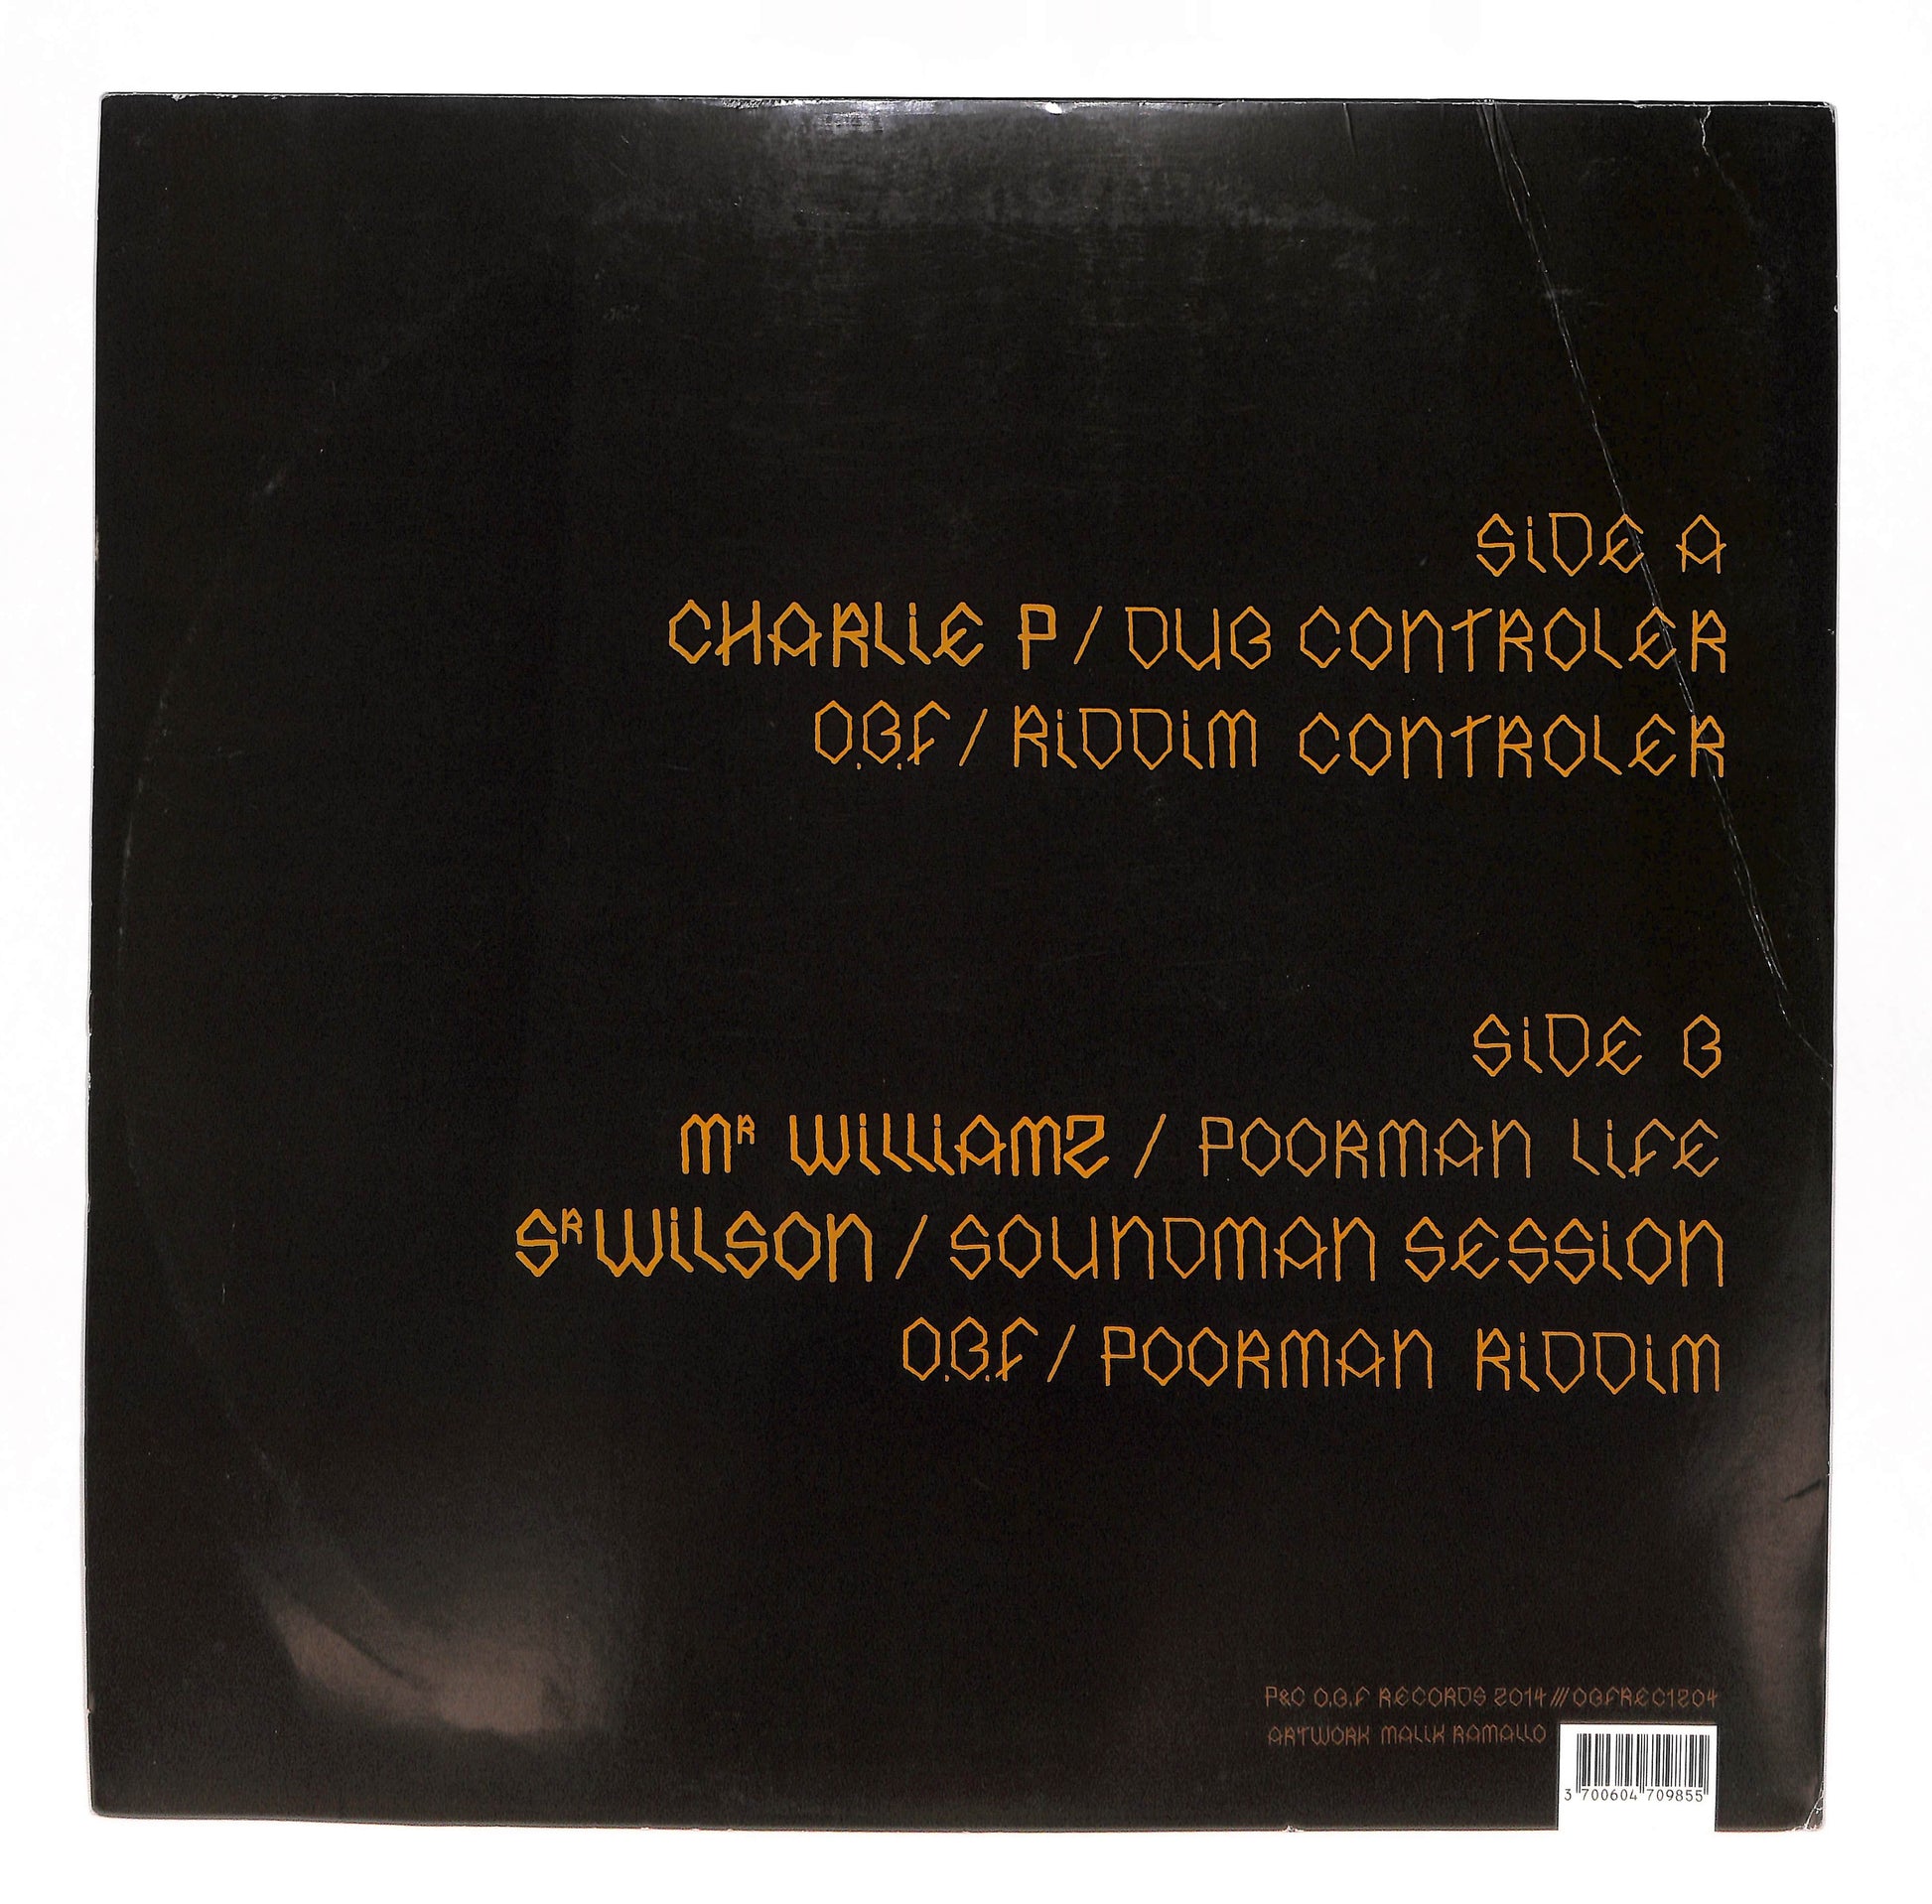 SiDE A
CHARLiE P / DUB CONTROLER
O.B.F / RiDDiM CONTROLER
SiDE B
MR WiLLiAMZ / POORMAN LiFE
SR WiLSON / SOUNDMAN SESSiON
O.B.F / POORMAN RiDDiM
P&C O.B.F RECORDS 2014 /// OBFREC1204
ARTWORK MALIK RAMALLO
3 700604 709855